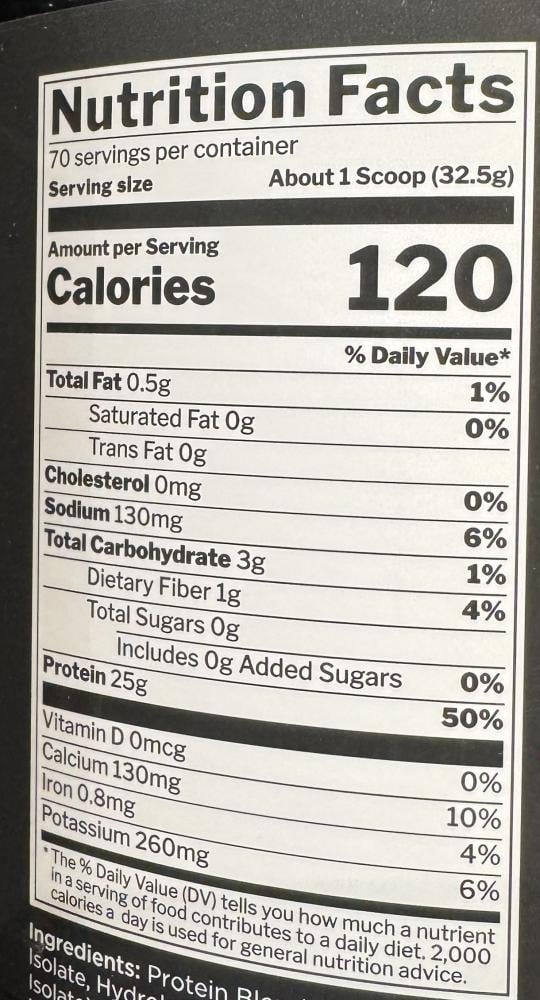 Nutrition Facts
70 servings per container
Serving size About 1 Scoop (32.5g)
Amount per Serving
Calories 120
% Daily Value*
Total Fat 0.5g 1%
Saturated Fat 0g 0%
Trans Fat 0g
Cholesterol 0mg 0%
Sodium 130mg 6%
Total Carbohydrate 3g 1%
Dietary Fiber 1g 4%
Total Sugars 0g
Includes 0g Added Sugars 0%
Protein 25g 50%
Vitamin D 0mcg 0%
Calcium 130mg 10%
Iron 0.8mg 4%
Potassium 260mg 6%
*The % Daily Value (DV) tells you how much a nutrient
in a serving of food contributes to a daily diet. 2,000
calories a day is used for general nutrition advice.
Ingredients: Protein
Isolate,